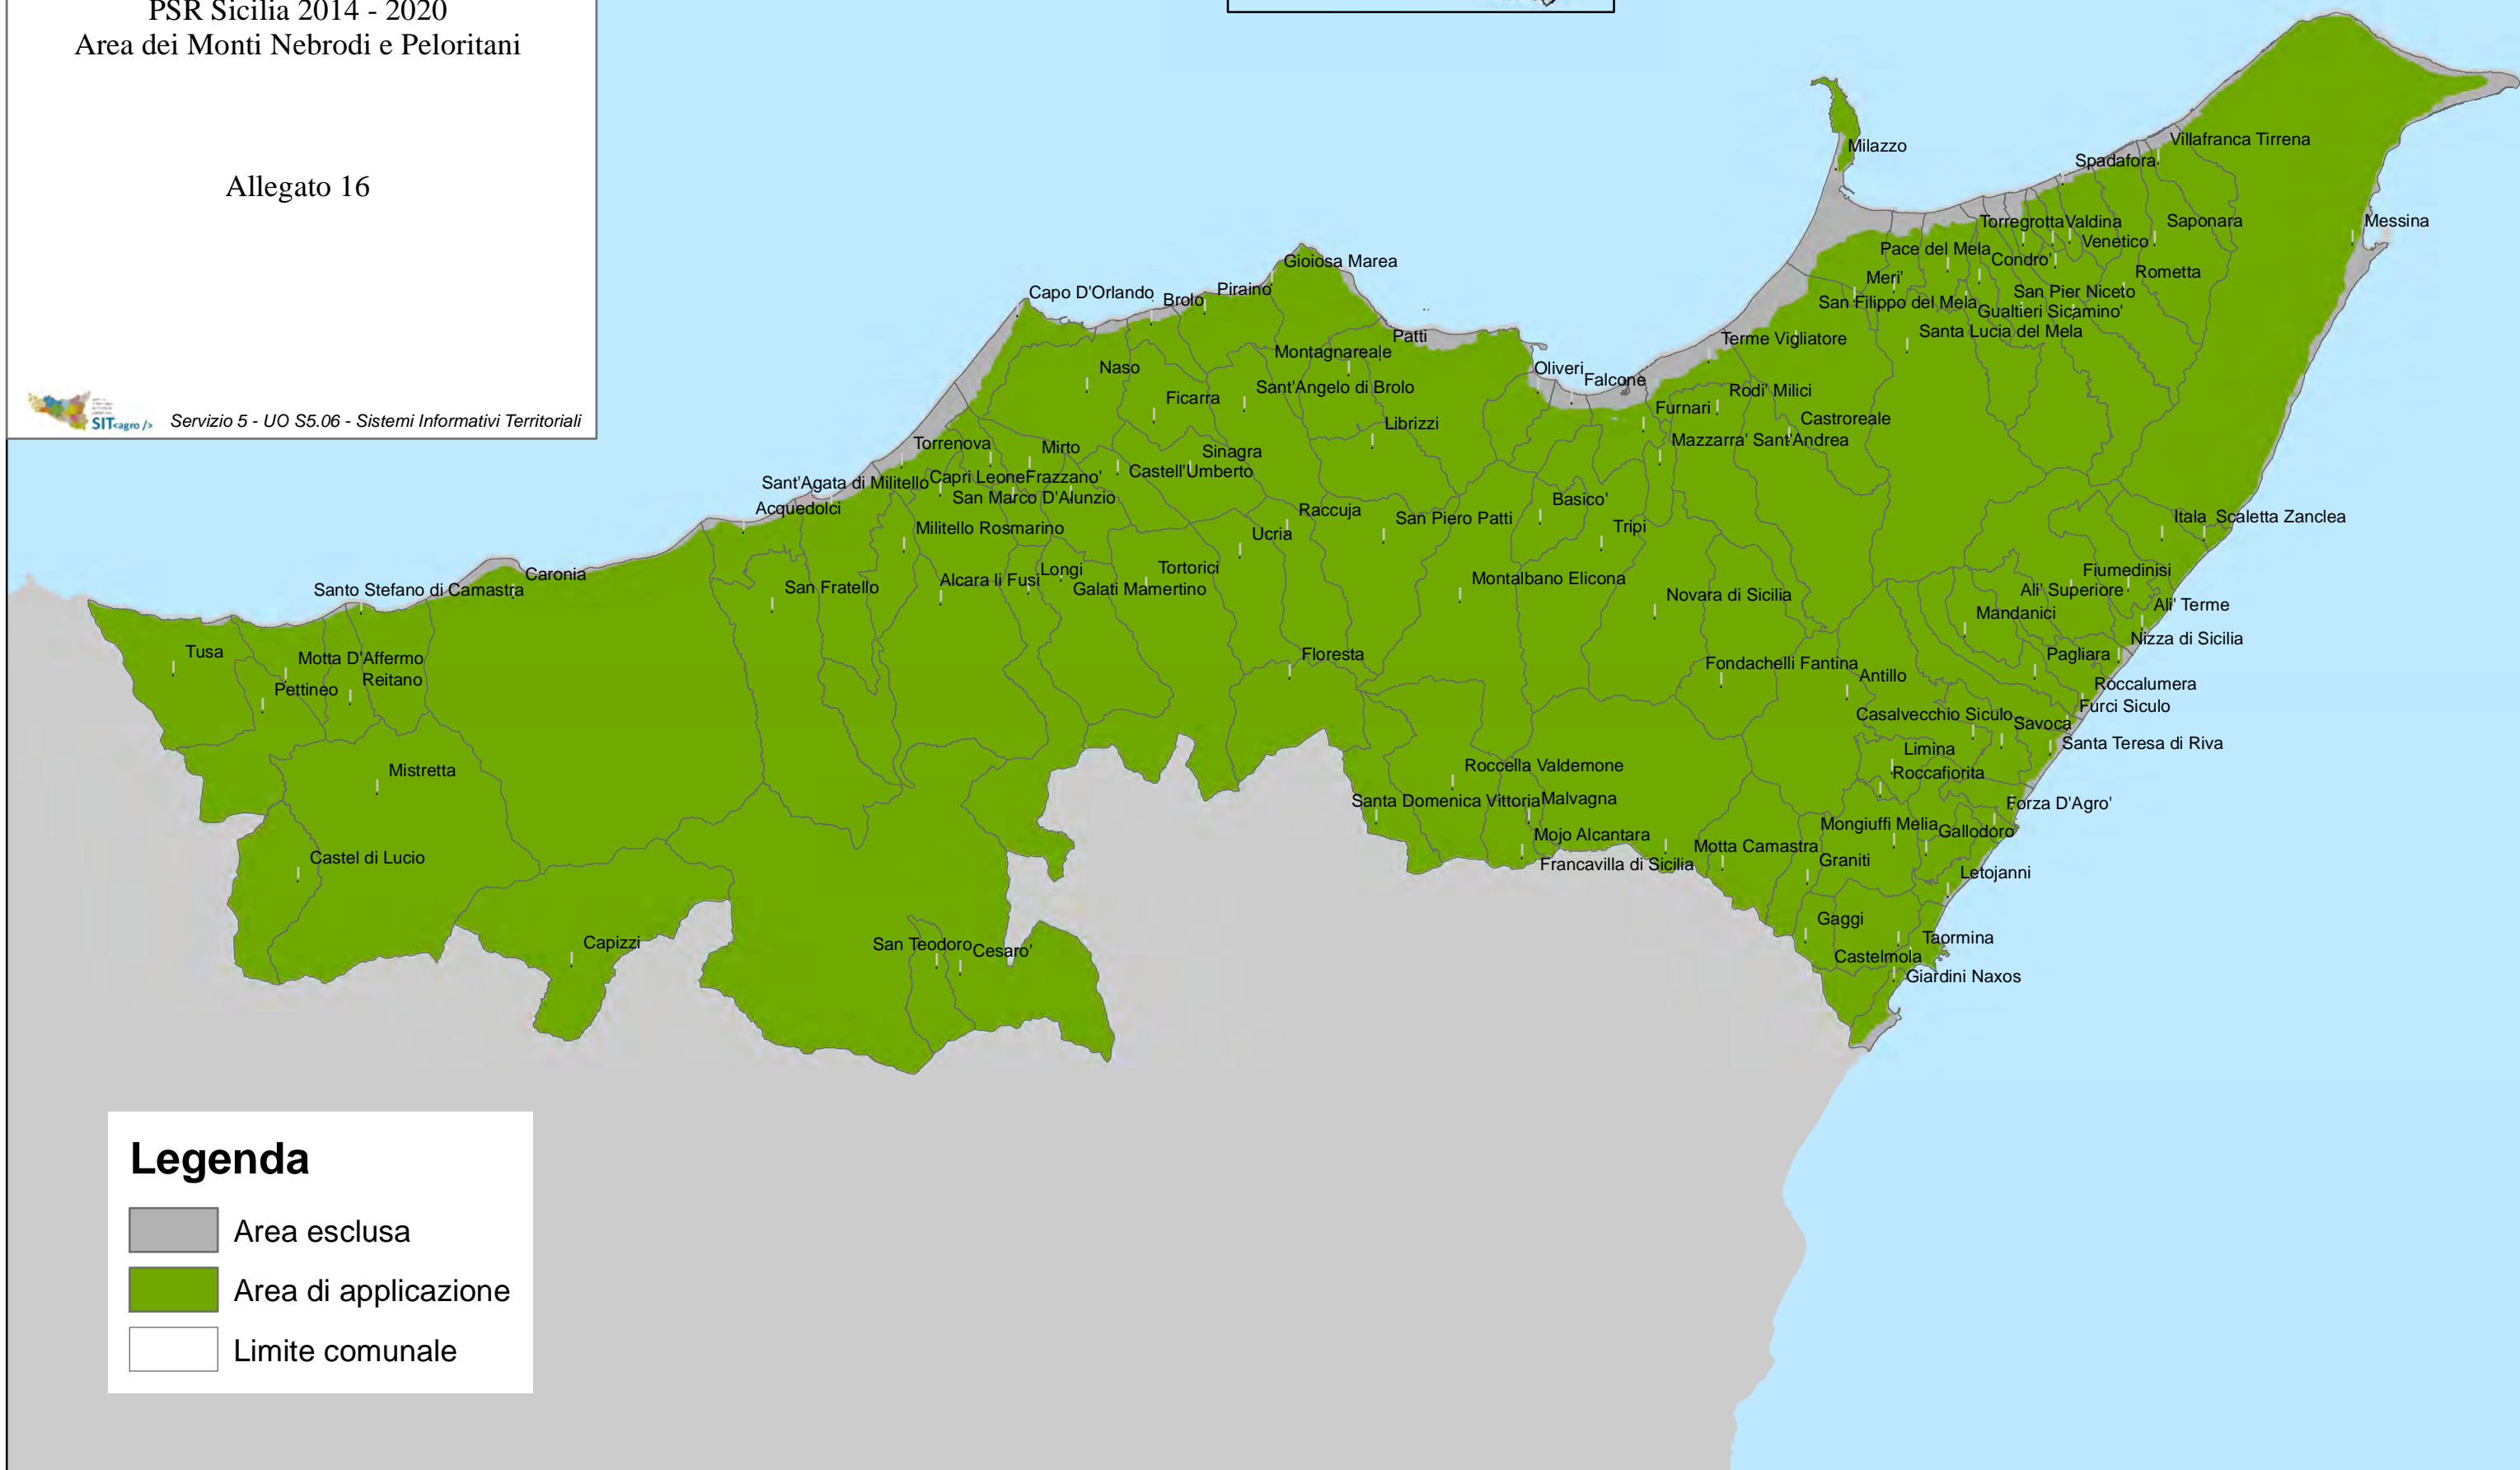 PSR Sicilia 2014 - 2020
Area dei Monti Nebrodi e Peloritani
Allegato 16
SIT<agro />
Servizio 5 - UO S5.06 - Sistemi Informativi Territoriali
Milazzo
Villafranca Tirrena
Spadafora
Torregrotta
Valdina
Saponara
Messina
Venetico
Pace del Mela
Condro'
Gioiosa Marea
Rometta
Meri'
Capo D'Orlando
Brolo
Piraino
San Pier Niceto
San Filippo del Mela
Gualtieri Sicamino'
Santa Lucia del Mela
Patti
Terme Vigliatore
Montagnareale
Naso
Oliveri
Falcone
Sant'Angelo di Brolo
Rodi' Milici
Ficarra
Furnari
Castroreale
Librizzi
Mazzarra' Sant'Andrea
Torrenova
Mirto
Sinagra
Castell'Umberto
Sant'Agata di Militello
Capri Leone
Frazzano'
San Marco D'Alunzio
Basico'
Acquedolci
Raccuja
San Piero Patti
Itala
Scaletta Zanclea
Militello Rosmarino
Ucria
Tripi
Caronia
Longi
Tortorici
Fiumedinisi
Santo Stefano di Camastra
San Fratello
Alcara li Fusi
Galati Mamertino
Montalbano Elicona
Novara di Sicilia
Ali' Superiore
Ali' Terme
Mandanici
Nizza di Sicilia
Tusa
Motta D'Affermo
Floresta
Pagliara
Fondachelli Fantina
Reitano
Pettineo
Antillo
Roccalumera
Furci Siculo
Casalvecchio Siculo
Savoca
Santa Teresa di Riva
Limina
Mistretta
Roccella Valdemone
Roccafiorita
Santa Domenica Vittoria
Malvagna
Forza D'Agro'
Mojo Alcantara
Mongiuffi Melia
Gallodoro
Motta Camastra
Castel di Lucio
Francavilla di Sicilia
Graniti
Letojanni
Gaggi
Capizzi
San Teodoro
Cesaro'
Taormina
Castelmola
Giardini Naxos
Legenda
Area esclusa
Area di applicazione
Limite comunale